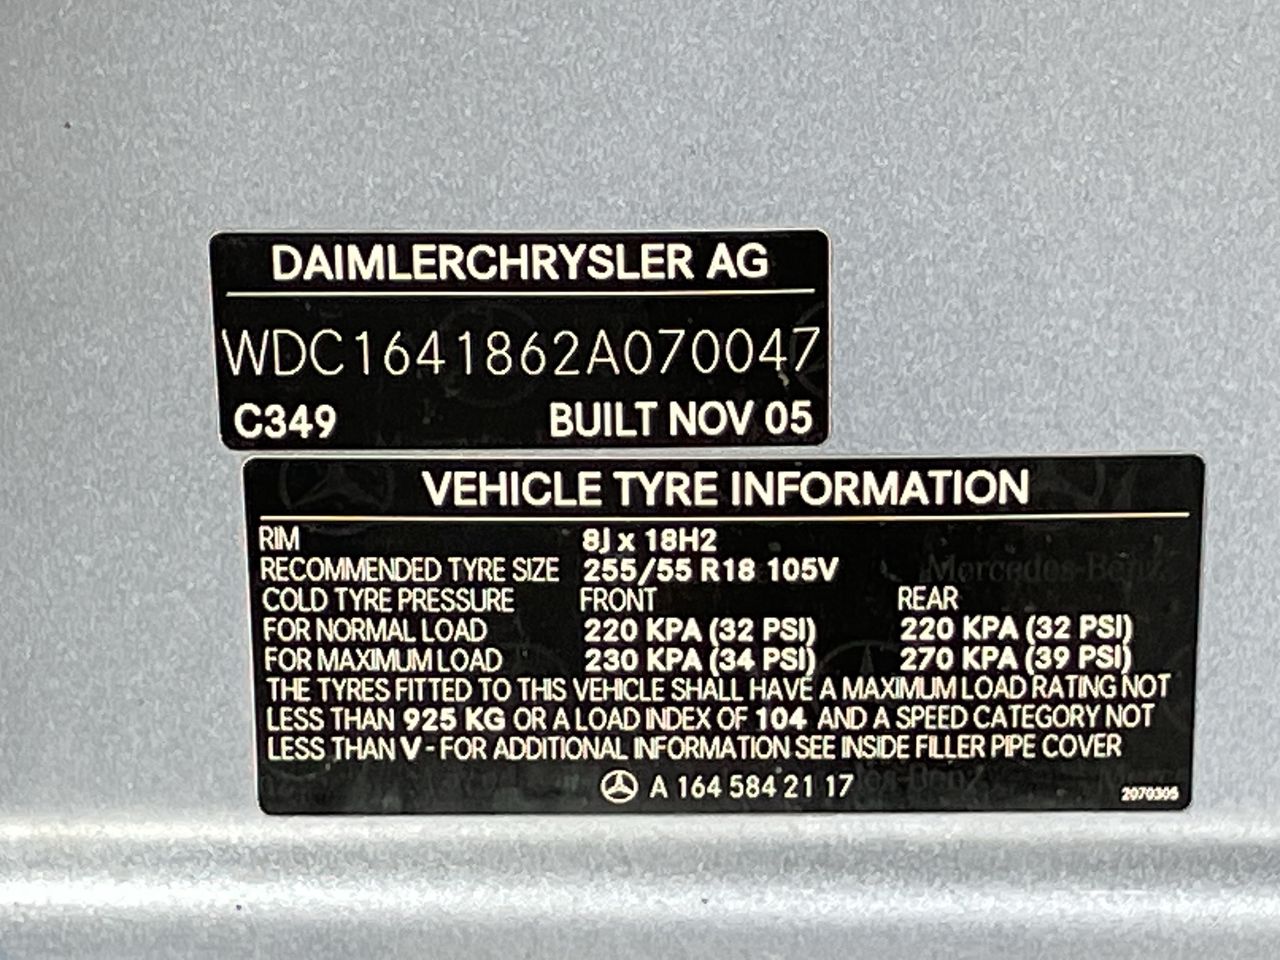 DAIMLERCHRYSLER AG
WDC1641862A070047
C349 BUILT NOV 05
VEHICLE TYRE INFORMATION
RIM 8J x 18H2
RECOMMENDED TYRE SIZE 255/55 R18 105V
COLD TYRE PRESSURE FRONT REAR
FOR NORMAL LOAD 220 KPA (32 PSI) 220 KPA (32 PSI)
FOR MAXIMUM LOAD 230 KPA (34 PSI) 270 KPA (39 PSI)
THE TYRES FITTED TO THIS VEHICLE SHALL HAVE A MAXIMUM LOAD RATING NOT
LESS THAN 925 KG OR A LOAD INDEX OF 104 AND A SPEED CATEGORY NOT
LESS THAN V - FOR ADDITIONAL INFORMATION SEE INSIDE FILLER PIPE COVER
A 164 584 21 17
2070305